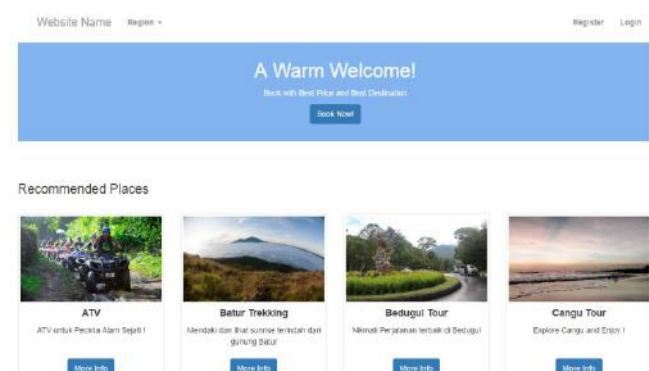 Website Name Region
Register Login
A Warm Welcome!
Book with Best Price and Best Destination
Book Now!
Recommended Places
ATV
ATV untuk Pecinta Alam Sejati !
More Info
Batur Trekking
Mendaki dan lihat sunrise terindah dari
gunung Batur
More Info
Bedugul Tour
Nikmati Perjalanan terbaik di Bedugul
More Info
Cangu Tour
Explore Cangu and Enjoy !
More Info